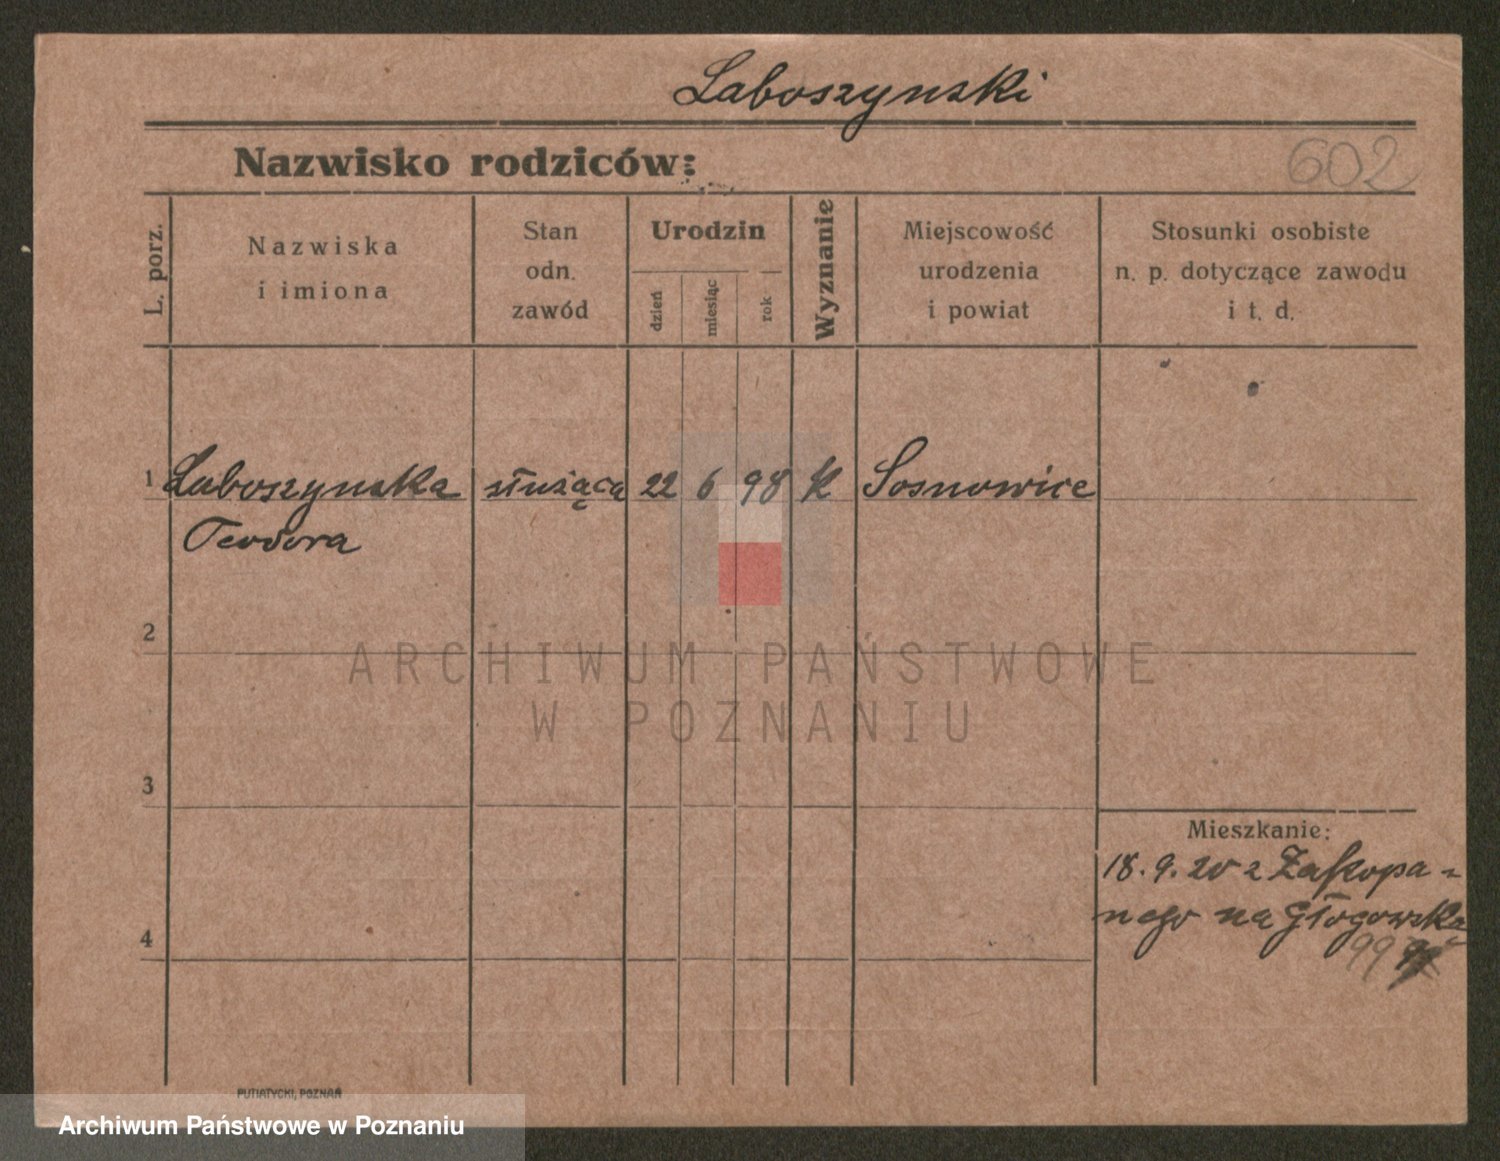 Laboszynski
Nazwisko rodziców:
602
L. porz.
Nazwiska
i imiona
Stan
odn.
zawód
Urodzin
dzień
miesiąc
rok
Wyznanie
Miejscowość
urodzenia
i powiat
Stosunki osobiste
n. p. dotyczące zawodu
i t. d.
1 Laboszynska służąca 22 6 98 k Sosnowice
Teodora
2
ARCHIWUM PAŃSTWOWE
W POZNANIU
3
Mieszkanie:
18. 9. 20 z Zakopa-
nego na Głogowska
99
4
PUTIATYCKI, POZNAŃ
Archiwum Państwowe w Poznaniu